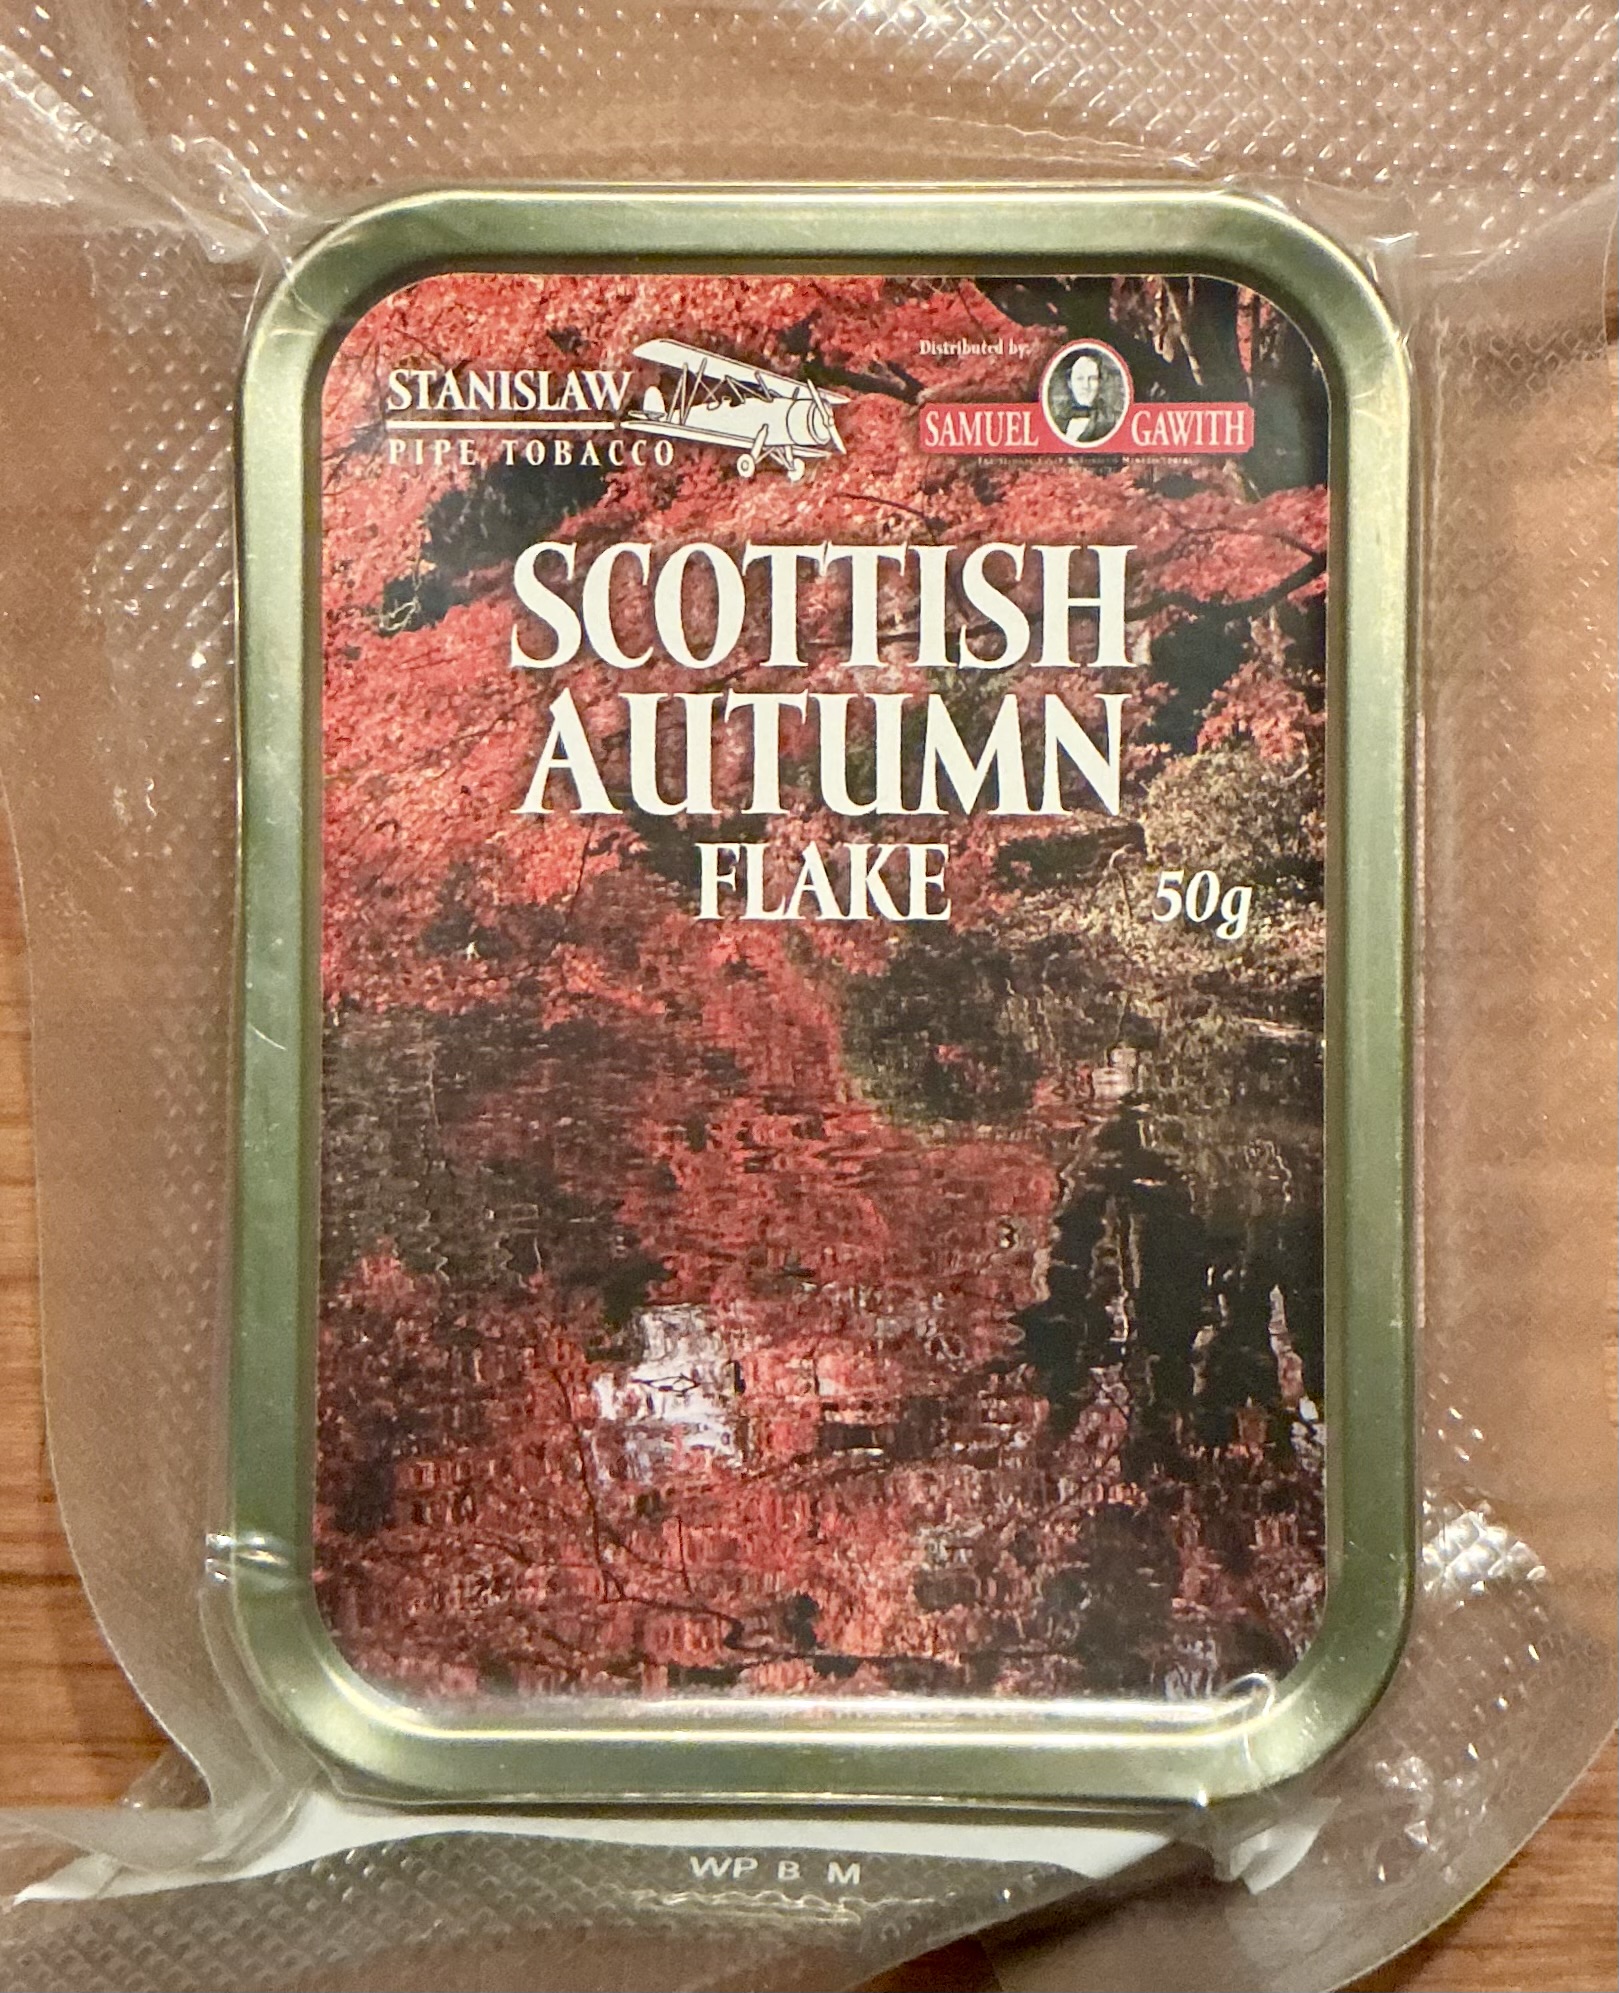 STANISLAW
PIPE TOBACCO
Distributed by:
SAMUEL GAWITH
SCOTTISH
AUTUMN
FLAKE
50g
WP B M